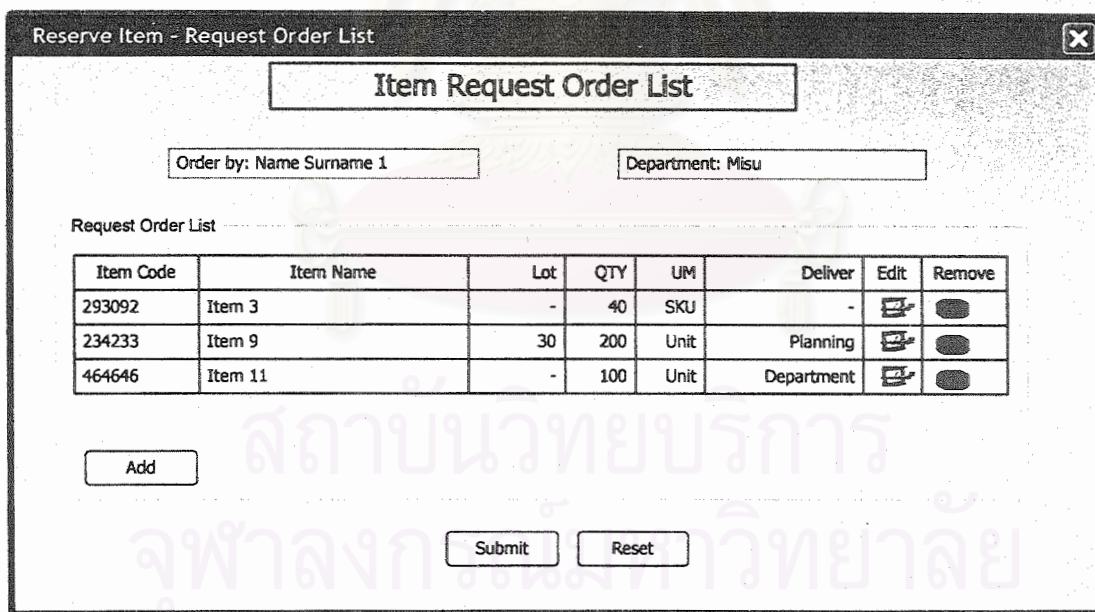 Reserve Item - Request Order List
Item Request Order List
Order by: Name Surname 1 Department: Misu
Request Order List
Item Code Item Name Lot QTY UM Deliver Edit Remove
293092 Item 3 - 40 SKU -
234233 Item 9 30 200 Unit Planning
464646 Item 11 - 100 Unit Department
สถาบันวิทยบริการ
Add
จุฬาลงกรณ์มหาวิทยาลัย
Submit Reset